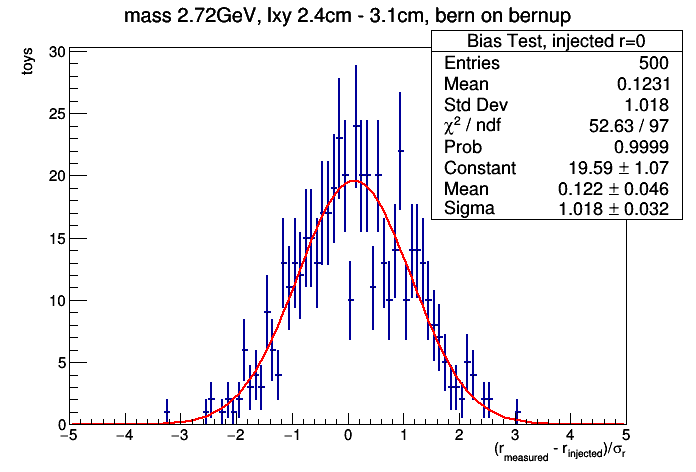 mass 2.72GeV, lxy 2.4cm - 3.1cm, bern on bernup
Bias Test, injected r=0
Entries 500
Mean 0.1231
Std Dev 1.018
χ² / ndf 52.63 / 97
Prob 0.9999
Constant 19.59 ± 1.07
Mean 0.122 ± 0.046
Sigma 1.018 ± 0.032
toys
30
25
20
15
10
5
0
−5 −4 −3 −2 −1 0 1 2 3 4 5
(r_measured - r_injected)/σ_r